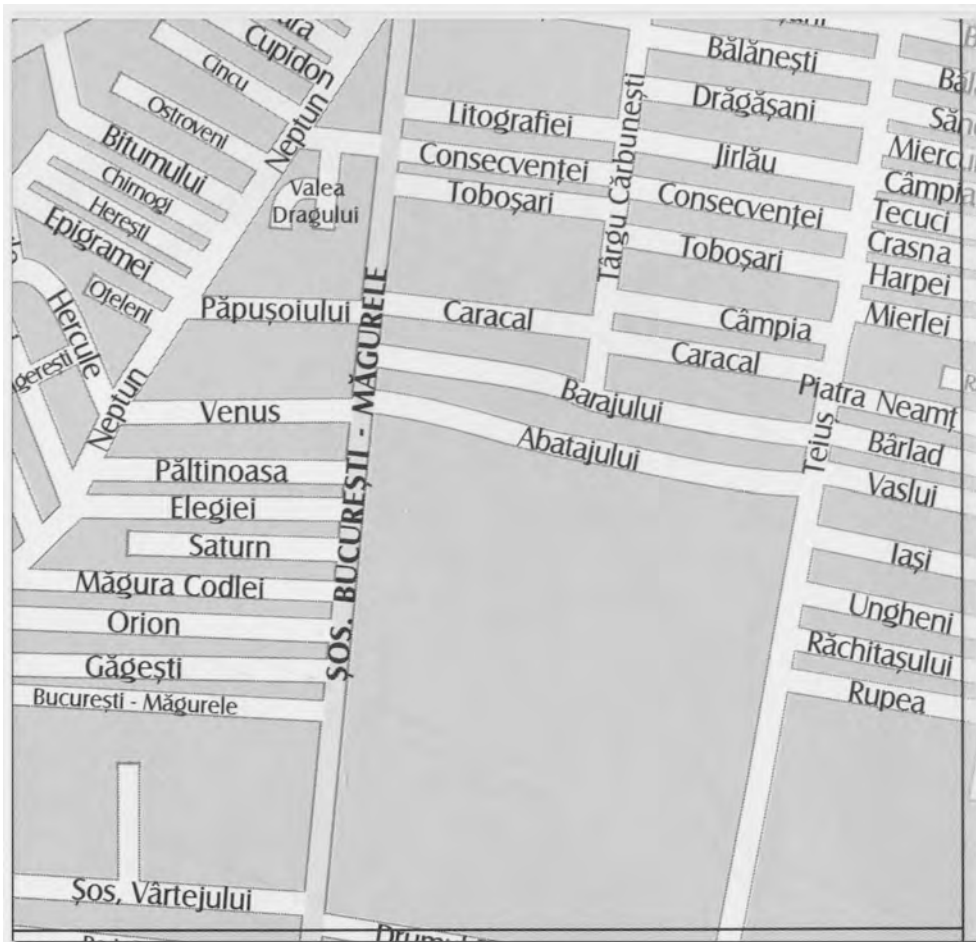 Cupidon
Cincu
Neptun
Ostroveni
Bitumului
Chirnogi
Herești
Epigramei
Oțeleni
Hercule
Neptun
Valea
Dragului
Păpușoiului
Venus
Păltinoasa
Elegiei
Saturn
Măgura Codlei
Orion
Găgești
București - Măgurele
Șos, Vârtejului
ȘOS. BUCUREȘTI - MĂGURELE
Litografiei
Consecvenței
Toboșari
Caracal
Târgu Cărbunești
Bălănești
Drăgășani
Jirlău
Consecvenței
Toboșari
Câmpia
Caracal
Barajului
Abatajului
Teiuș
Tecuci
Crasna
Harpei
Mierlei
Piatra Neamț
Bârlad
Vaslui
Iași
Ungheni
Răchitașului
Rupea